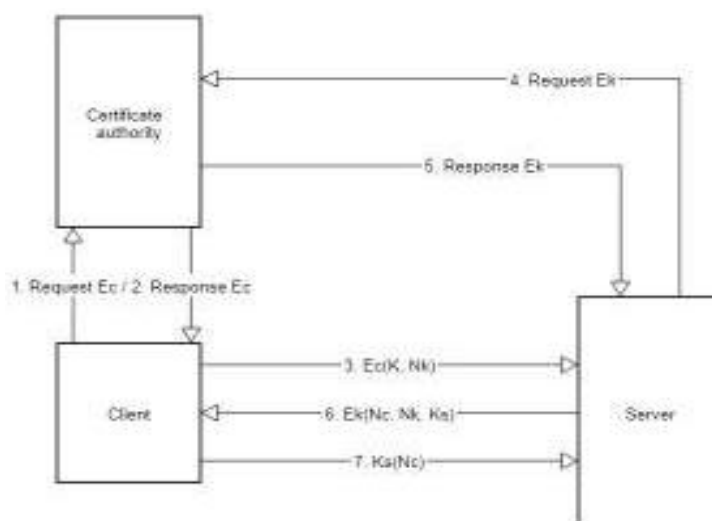 4. Request Ek
Certificate
authority
5. Response Ek
1. Request Ec / 2. Response Ec
3. Ec(K, Nk)
Client
6. Ek(Nc, Nk, Ks)
Server
7. Ks(Nc)